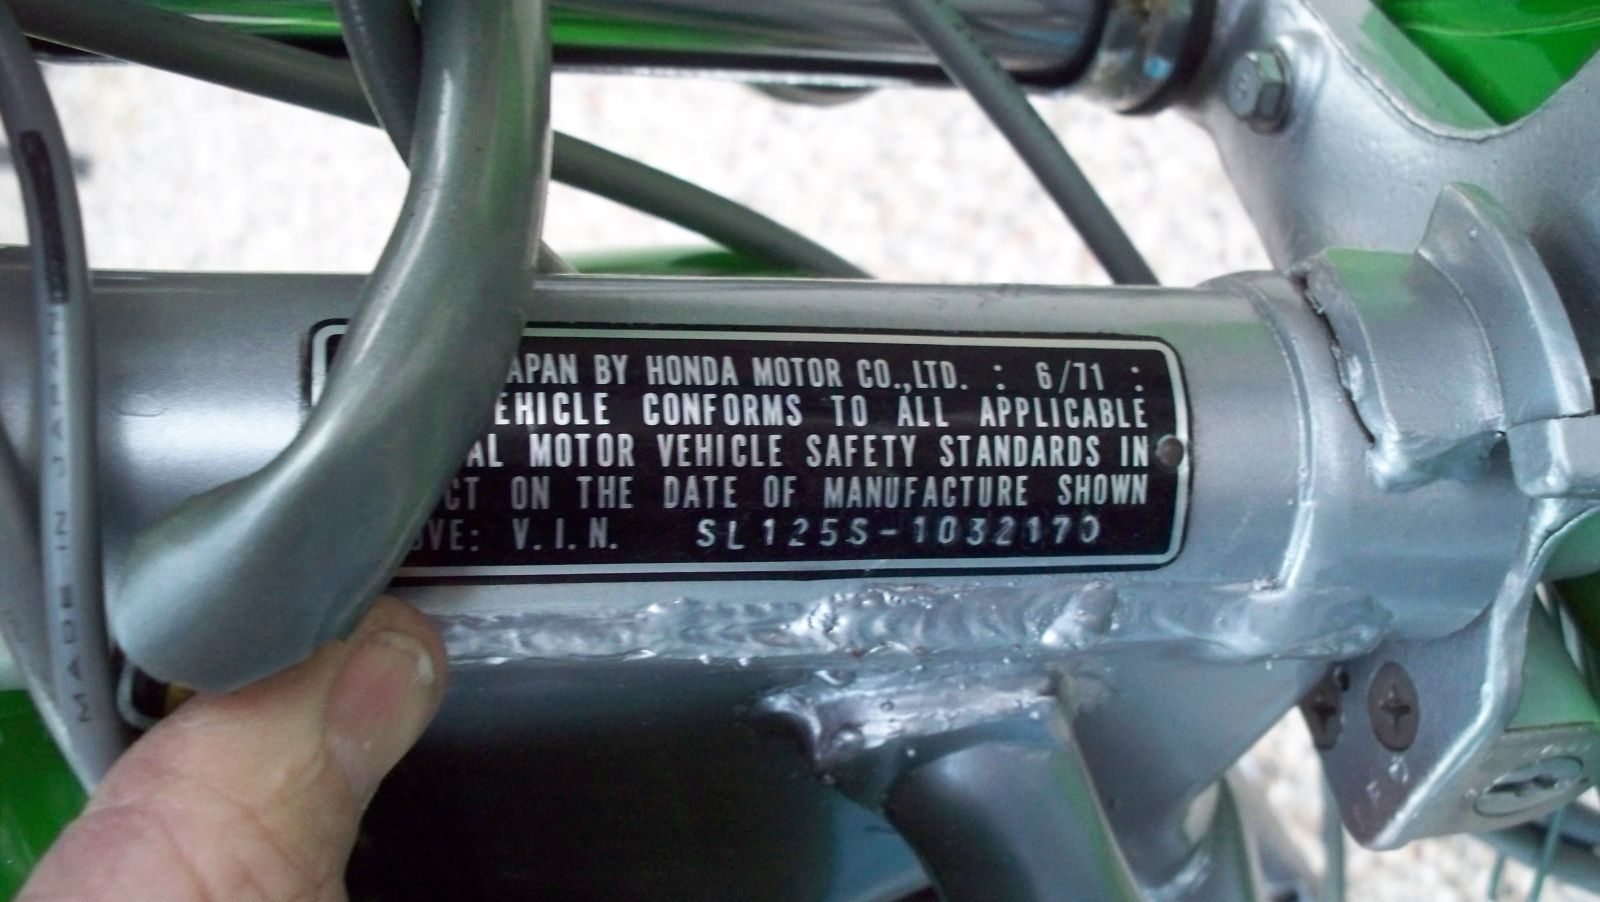 APAN BY HONDA MOTOR CO.,LTD. : 6/71 :
EHICLE CONFORMS TO ALL APPLICABLE
AL MOTOR VEHICLE SAFETY STANDARDS IN
CT ON THE DATE OF MANUFACTURE SHOWN
VE: V.I.N. SL125S-1032170
MADE IN JAPAN